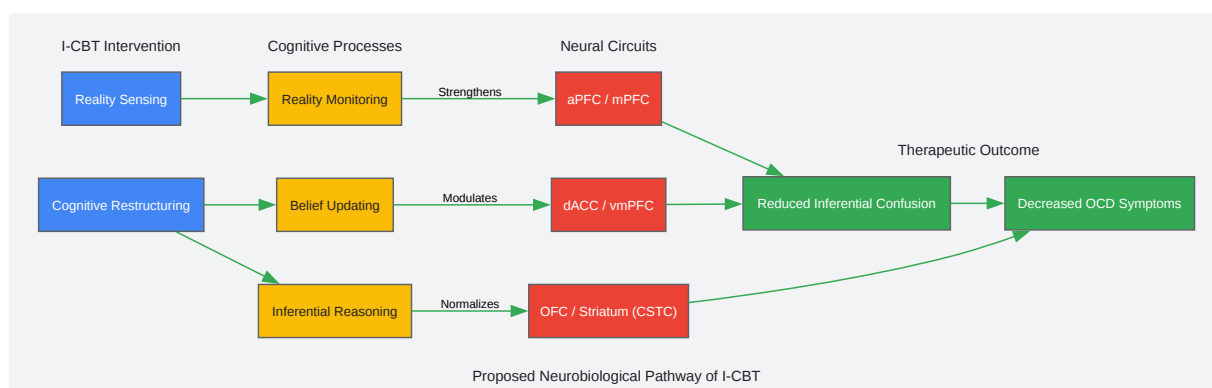 I-CBT Intervention
Cognitive Processes
Neural Circuits
Reality Sensing
Reality Monitoring
Strengthens
aPFC / mPFC
Therapeutic Outcome
Cognitive Restructuring
Belief Updating
Modulates
dACC / vmPFC
Reduced Inferential Confusion
Decreased OCD Symptoms
Inferential Reasoning
Normalizes
OFC / Striatum (CSTC)
Proposed Neurobiological Pathway of I-CBT